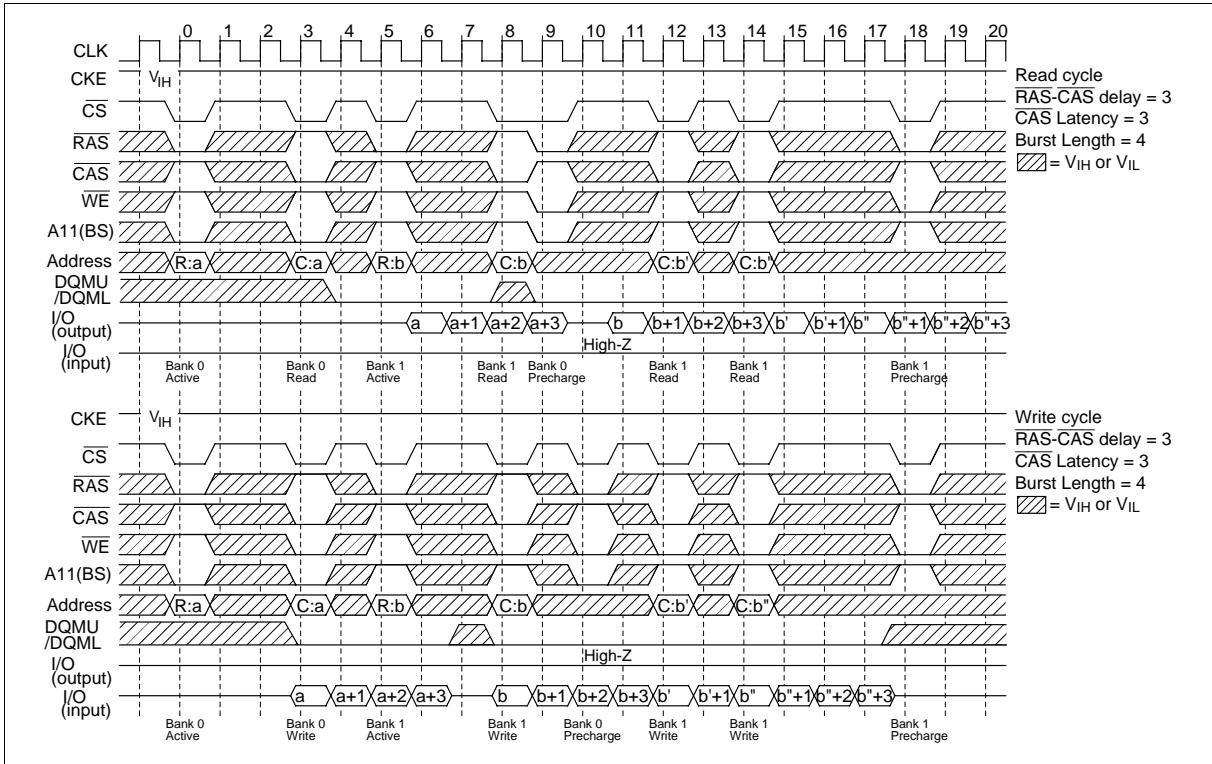 0 1 2 3 4 5 6 7 8 9 10 11 12 13 14 15 16 17 18 19 20
CLK
CKE VIH
CS
RAS
CAS
WE
A11(BS)
Address R:a C:a R:b C:b C:b' C:b"
DQMU
/DQML
I/O
(output) a a+1 a+2 a+3 b b+1 b+2 b+3 b' b'+1 b" b"+1 b"+2 b"+3
I/O
(input) High-Z
Bank 0
Active
Bank 0
Read
Bank 1
Active
Bank 1
Read
Bank 0
Precharge
Bank 1
Read
Bank 1
Read
Bank 1
Precharge
Read cycle
RAS-CAS delay = 3
CAS Latency = 3
Burst Length = 4
= VIH or VIL
CKE VIH
CS
RAS
CAS
WE
A11(BS)
Address R:a C:a R:b C:b C:b' C:b"
DQMU
/DQML
I/O
(output) High-Z
I/O
(input) a a+1 a+2 a+3 b b+1 b+2 b+3 b' b'+1 b" b"+1 b"+2 b"+3
Bank 0
Active
Bank 0
Write
Bank 1
Active
Bank 1
Write
Bank 0
Precharge
Bank 1
Write
Bank 1
Write
Bank 1
Precharge
Write cycle
RAS-CAS delay = 3
CAS Latency = 3
Burst Length = 4
= VIH or VIL